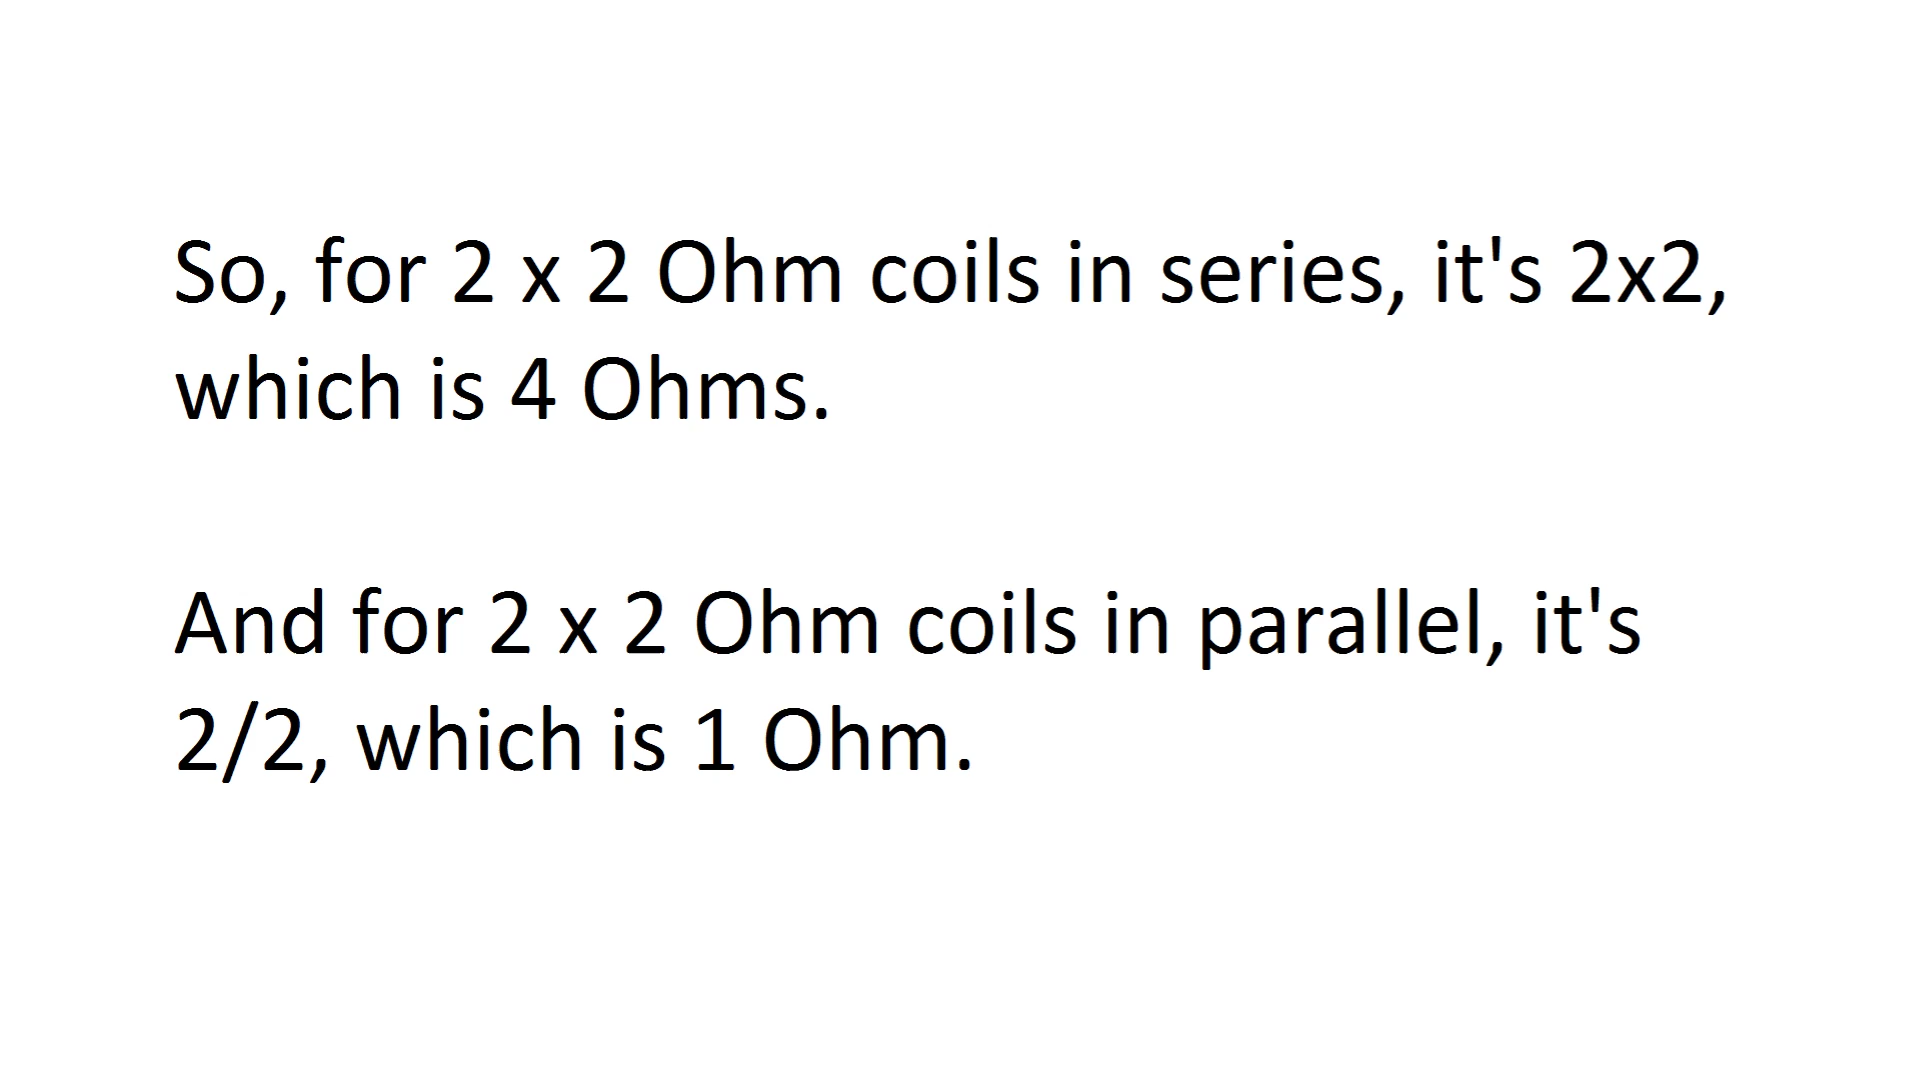 So, for 2 x 2 Ohm coils in series, it's 2x2,
which is 4 Ohms.
And for 2 x 2 Ohm coils in parallel, it's
2/2, which is 1 Ohm.